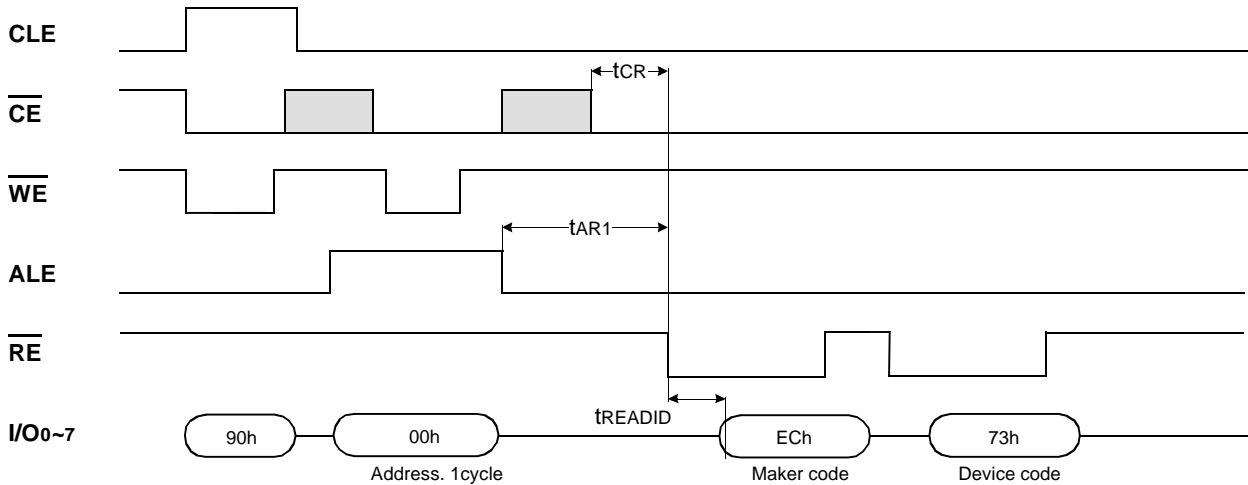 CLE
tCR
CE
WE
tAR1
ALE
RE
tREADID
I/O0~7
90h
00h
ECh
73h
Address. 1cycle
Maker code
Device code